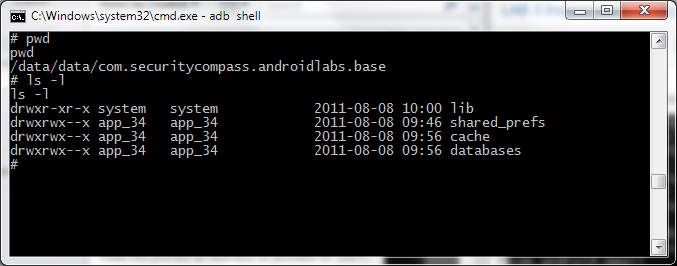 C:\Windows\system32\cmd.exe - adb  shell
# pwd
pwd
/data/data/com.securitycompass.androidlabs.base
# ls -l
ls -l
drwxr-xr-x system   system            2011-08-08 10:00 lib
drwxrwx--x app_34   app_34            2011-08-08 09:46 shared_prefs
drwxrwx--x app_34   app_34            2011-08-08 09:56 cache
drwxrwx--x app_34   app_34            2011-08-08 09:56 databases
#